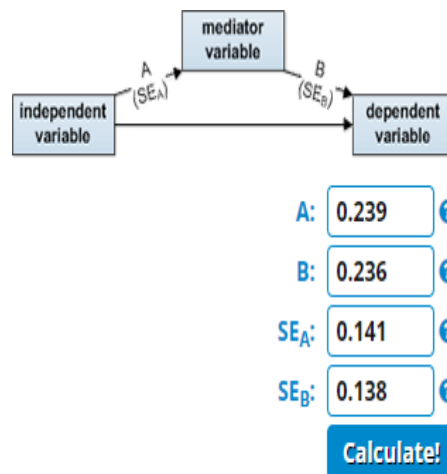 mediator
variable
A
(SEA)
B
(SEB)
independent
variable
dependent
variable
A: 0.239
B: 0.236
SEA: 0.141
SEB: 0.138
Calculate!